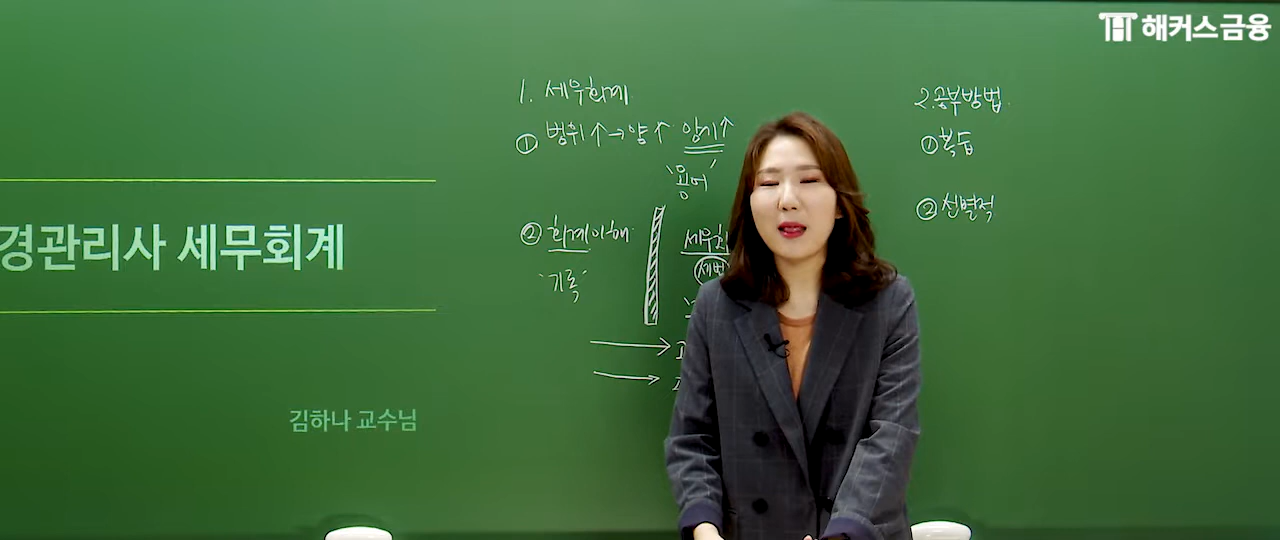 해커스금융
경관리사 세무회계
김하나 교수님
1. 세무회계
① 범위↑→양↑ 암기↑
'용어'
② 회계이해
'기록'
세무회
세법
2. 공부방법
① 복습
② 선별적